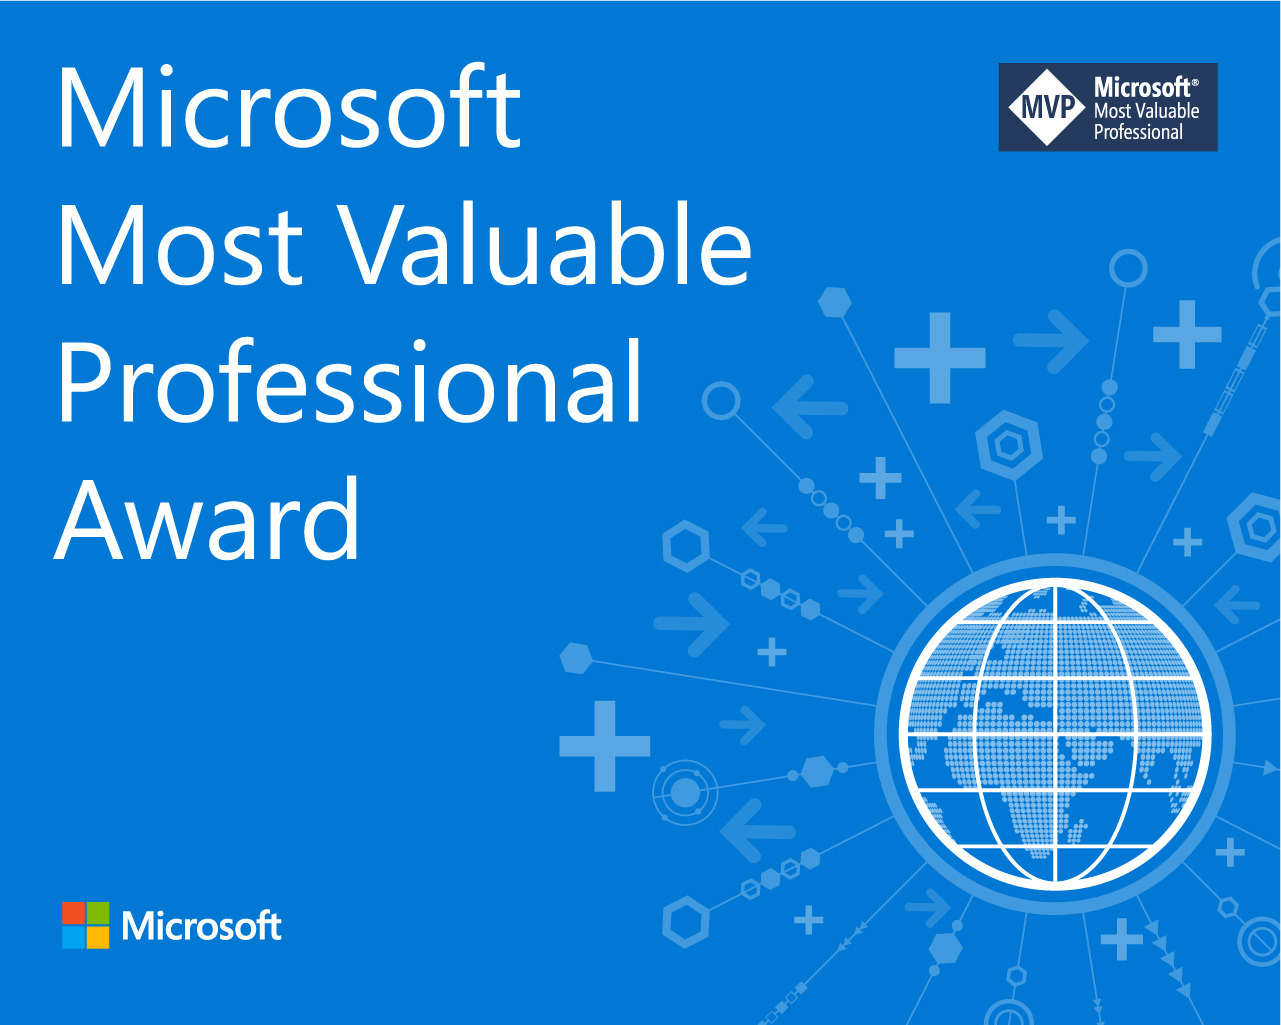 Microsoft
Most Valuable
Professional
Award
MVP
Microsoft®
Most Valuable
Professional
Microsoft